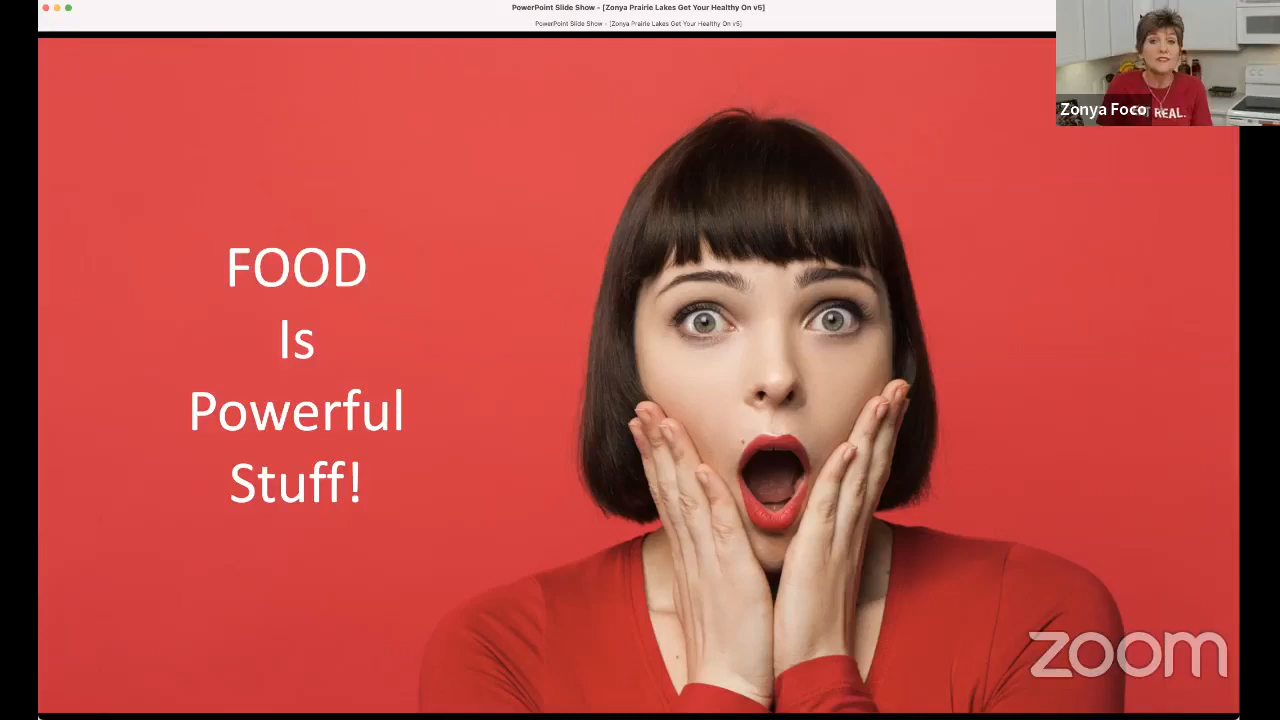 PowerPoint Slide Show - [Zonya Prairie Lakes Get Your Healthy On v5]
PowerPoint Slide Show - [Zonya Prairie Lakes Get Your Healthy On v5]
Zonya Foco
REAL.
FOOD
Is
Powerful
Stuff!
zoom